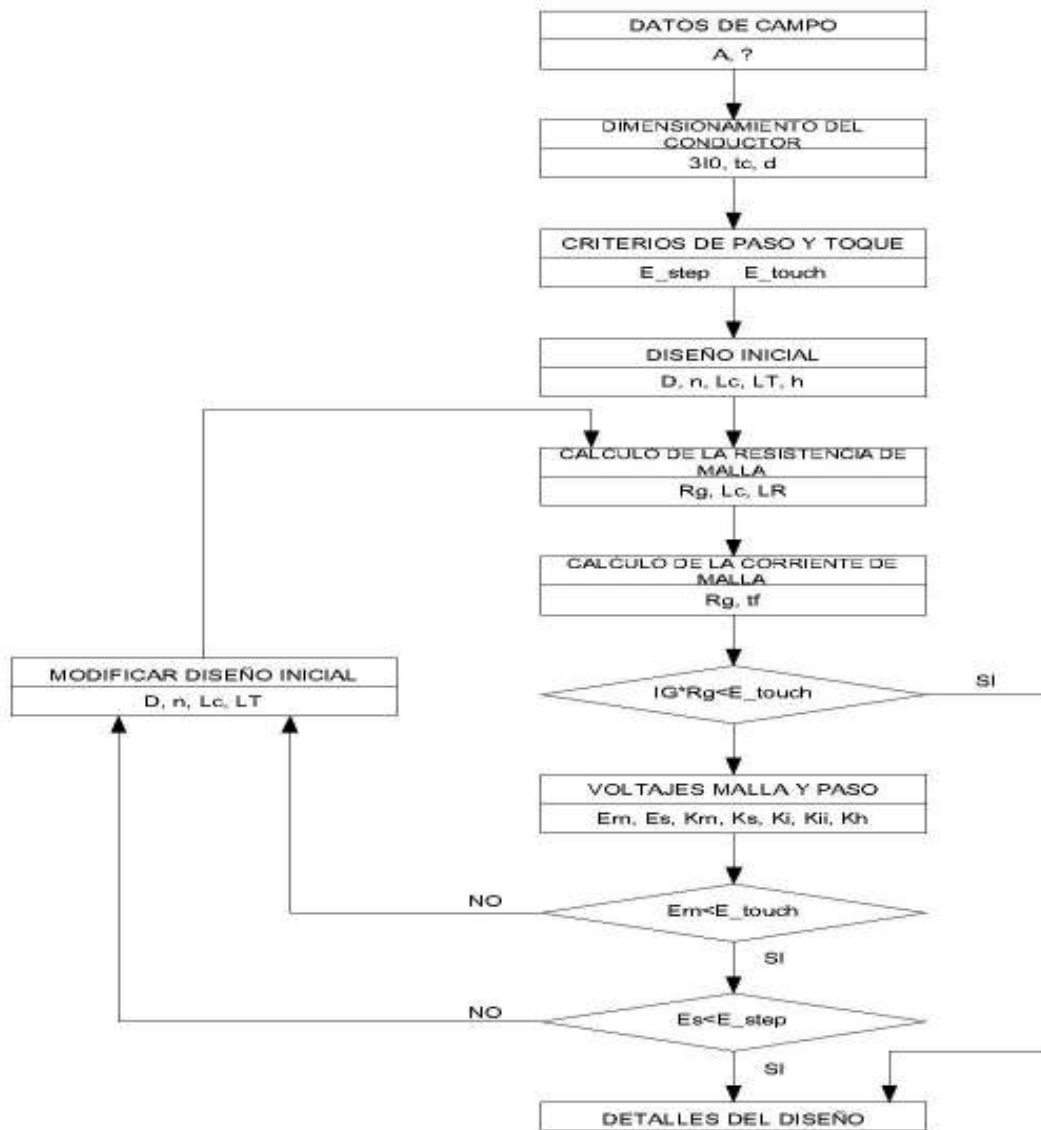 DATOS DE CAMPO
A, ?
DIMENSIONAMIENTO DEL
CONDUCTOR
3I0, tc, d
CRITERIOS DE PASO Y TOQUE
E_step E_touch
DISEÑO INICIAL
D, n, Lc, LT, h
CALCULO DE LA RESISTENCIA DE
MALLA
Rg, Lc, LR
CALCULO DE LA CORRIENTE DE
MALLA
Rg, tf
MODIFICAR DISEÑO INICIAL
D, n, Lc, LT
IG*Rg<E_touch
SI
VOLTAJES MALLA Y PASO
Em, Es, Km, Ks, Ki, Kii, Kh
NO
Em<E_touch
SI
NO
Es<E_step
SI
DETALLES DEL DISEÑO